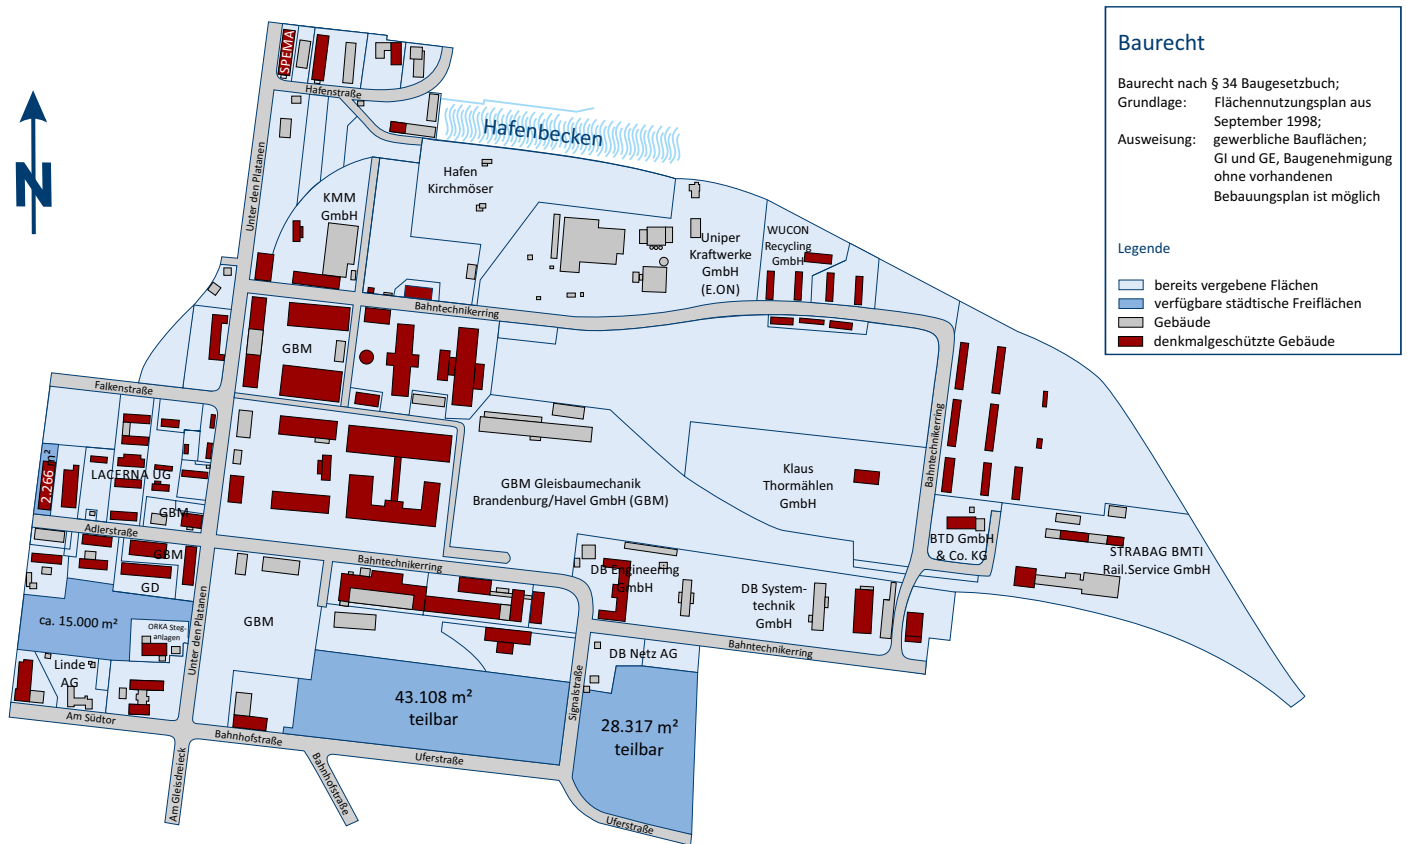 Baurecht
Baurecht nach § 34 Baugesetzbuch;
Grundlage: Flächennutzungsplan aus
September 1998;
Ausweisung: gewerbliche Bauflächen;
GI und GE, Baugenehmigung
ohne vorhandenen
Bebauungsplan ist möglich
Legende
bereits vergebene Flächen
verfügbare städtische Freiflächen
Gebäude
denkmalgeschützte Gebäude
N
SPEMA
Hafenstraße
Hafenbecken
Unter den Platanen
KMM
GmbH
Hafen
Kirchmöser
Uniper
Kraftwerke
GmbH
(E.ON)
WUCON
Recycling
GmbH
Bahntechnikerring
GBM
Falkenstraße
2.266 m²
LACERNA UG
GBM
GBM Gleisbaumechanik
Brandenburg/Havel GmbH (GBM)
Klaus
Thormählen
GmbH
Bahntechnikerring
Adlerstraße
GBM
GD
Bahntechnikerring
DB Engineering
GmbH
DB System-
technik
GmbH
BTD GmbH
& Co. KG
STRABAG BMTI
Rail.Service GmbH
ca. 15.000 m²
ORKA Steg-
anlagen
Unter den Platanen
GBM
Linde
AG
DB Netz AG
Bahntechnikerring
Signalstraße
43.108 m²
teilbar
28.317 m²
teilbar
Am Südtor
Bahnhofstraße
Uferstraße
Am Gleisdreieck
Bahnhofstraße
Uferstraße